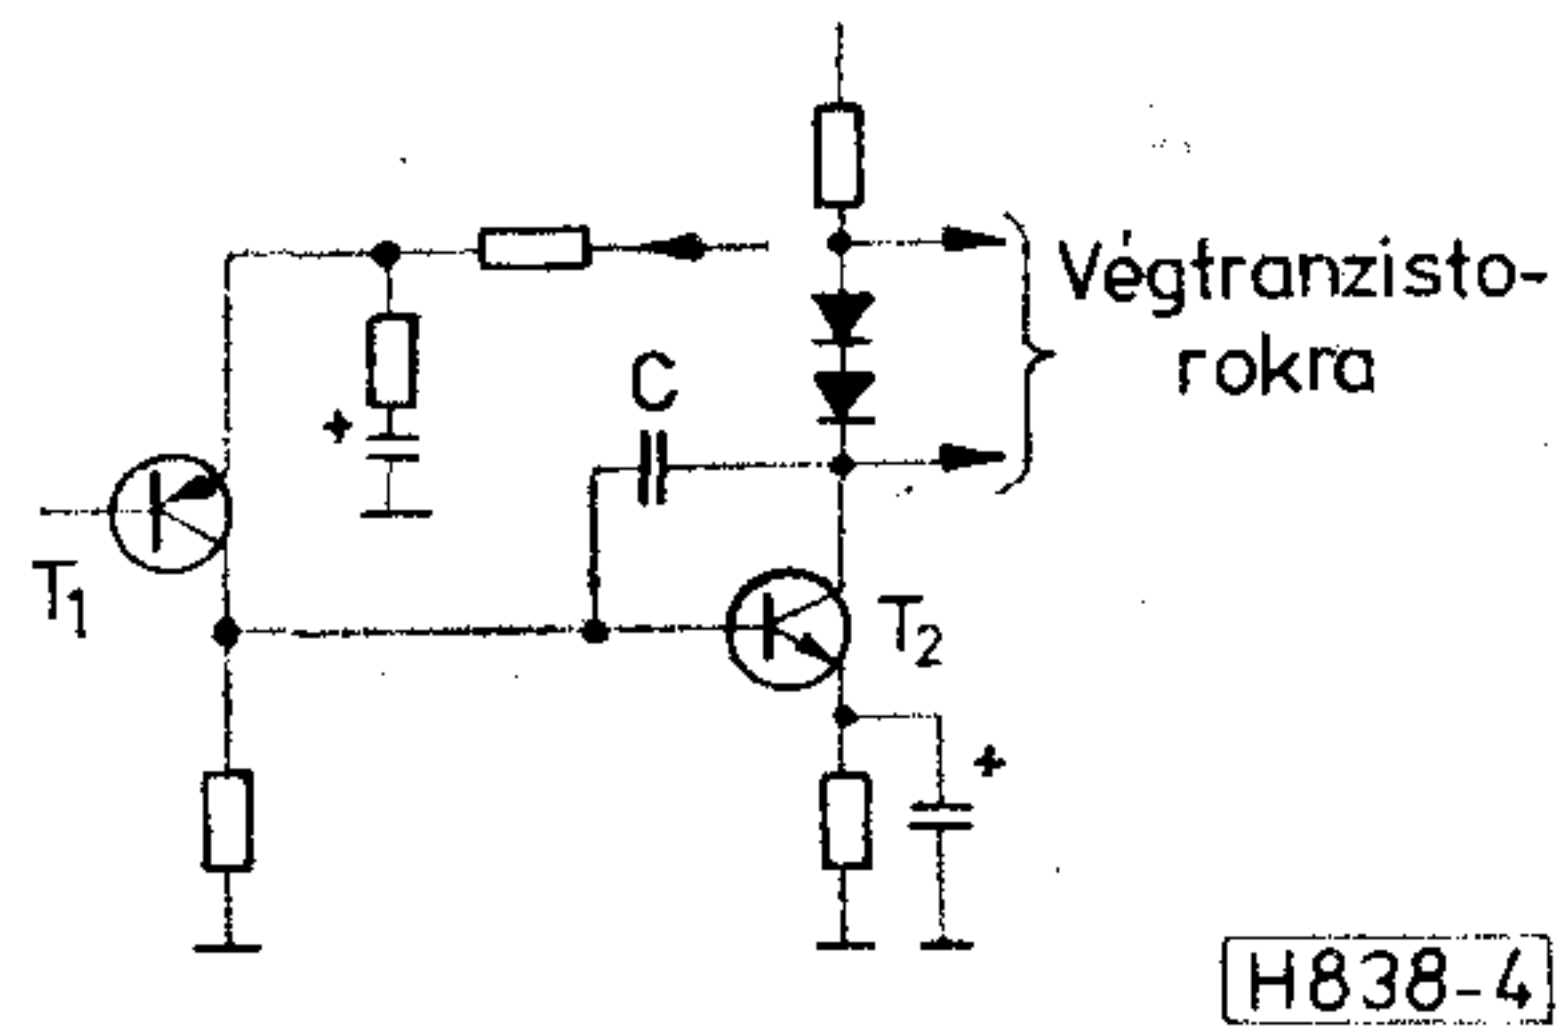 Végtranzisto-
rokra
C
+
T1
T2
+
H838-4